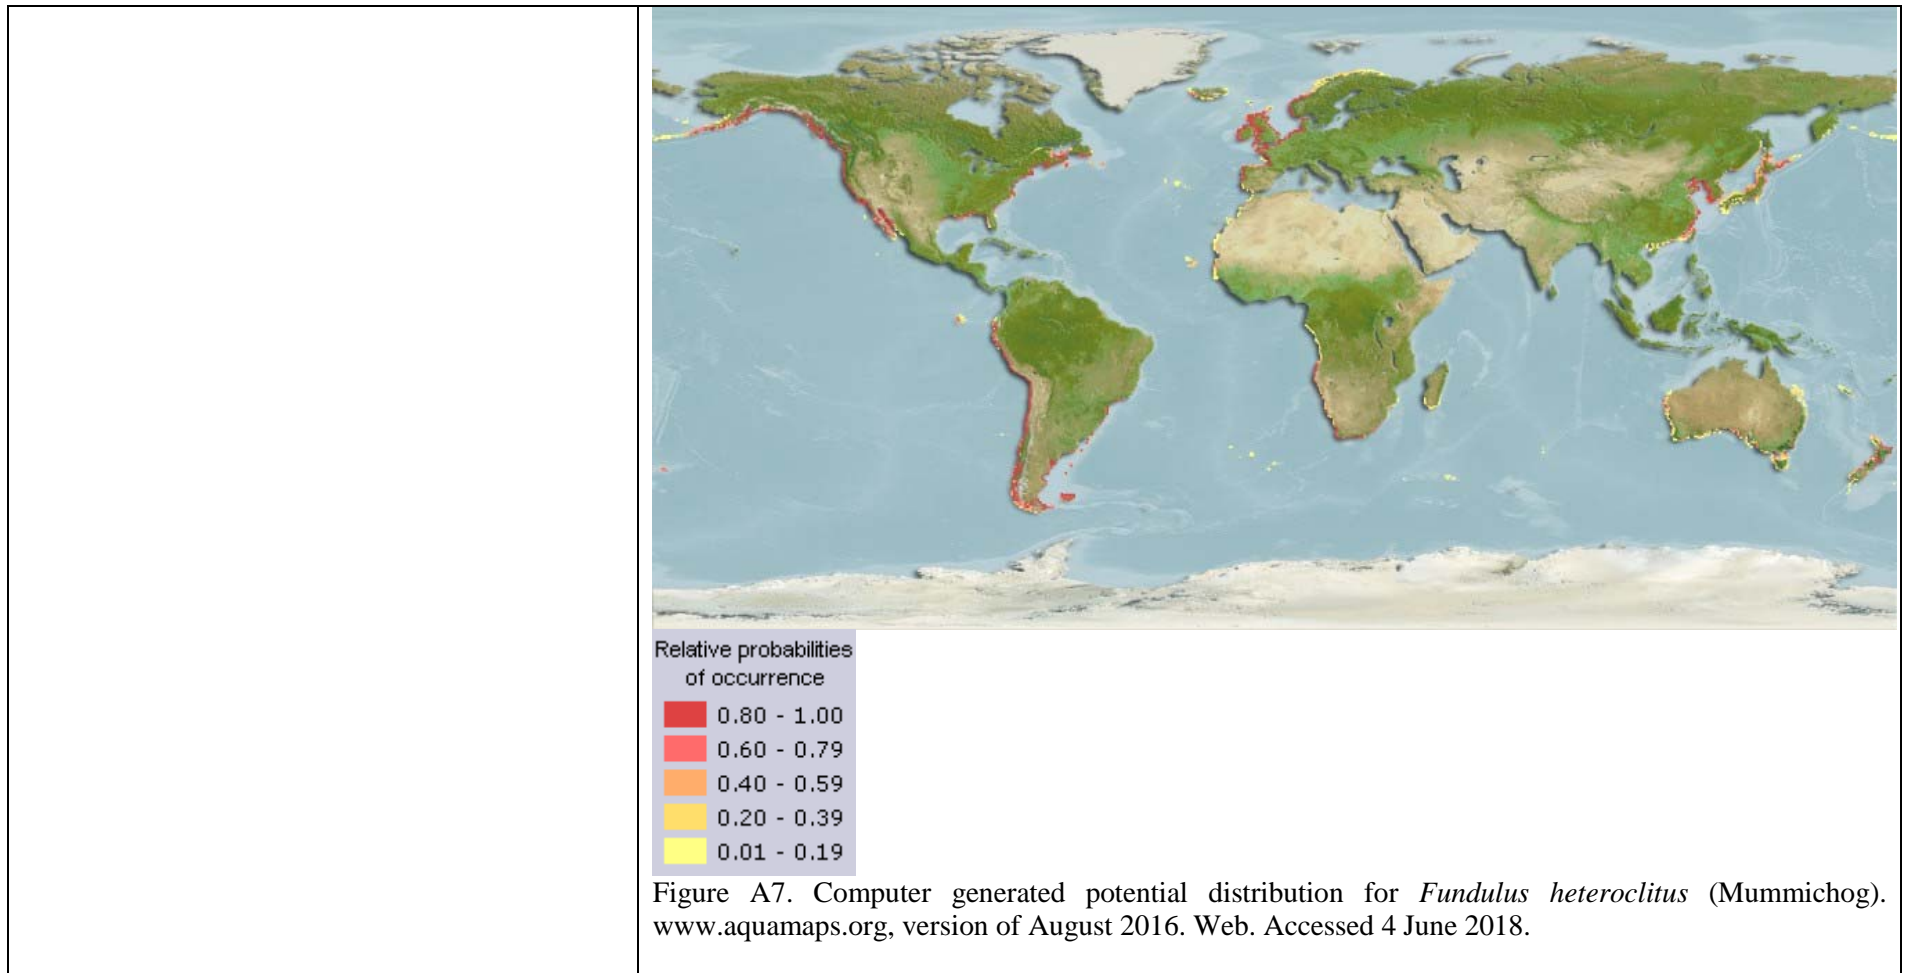 Relative probabilities
of occurrence
0.80 - 1.00
0.60 - 0.79
0.40 - 0.59
0.20 - 0.39
0.01 - 0.19
Figure A7. Computer generated potential distribution for Fundulus heteroclitus (Mummichog).
www.aquamaps.org, version of August 2016. Web. Accessed 4 June 2018.